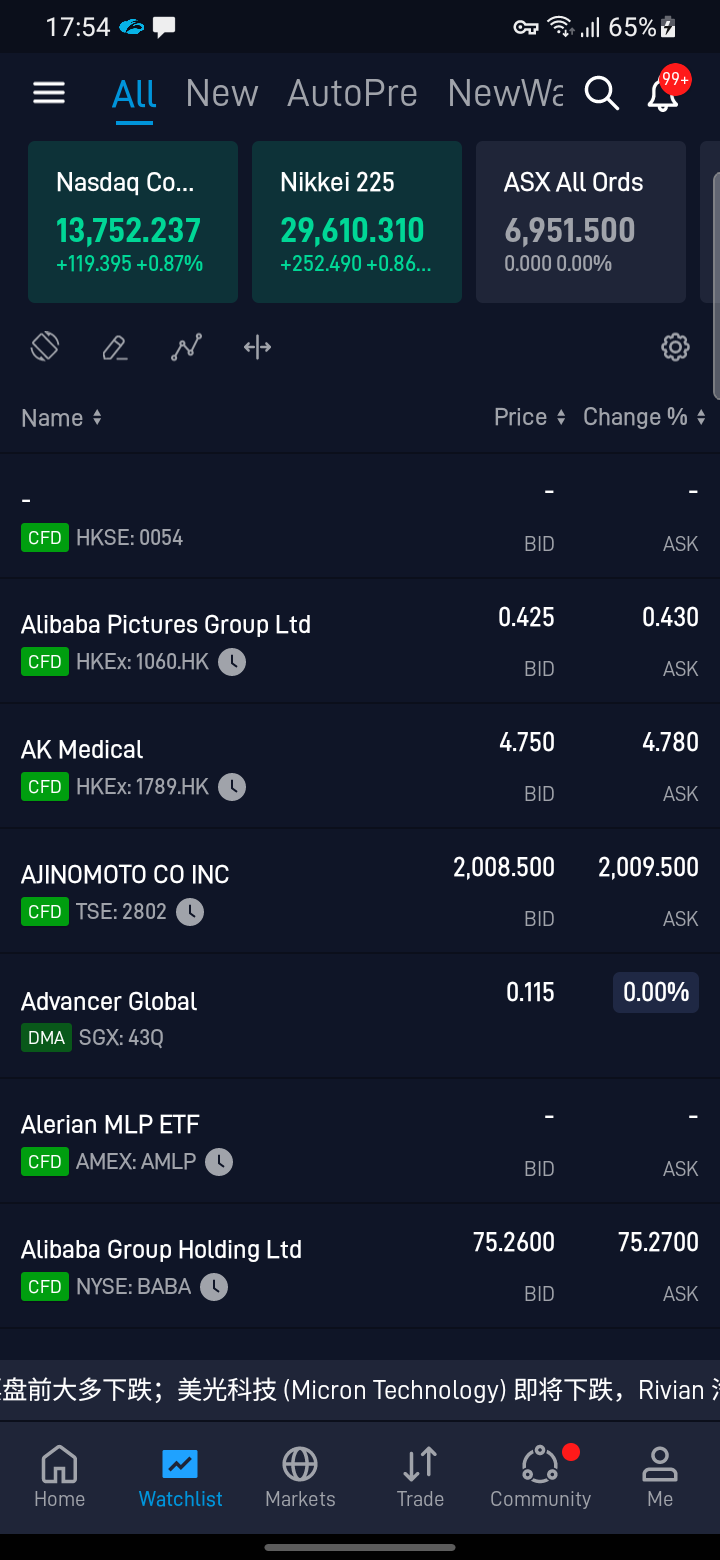 17:54
65%
All New AutoPre NewWa
99+
Nasdaq Co... Nikkei 225 ASX All Ords
13,752.237 29,610.310 6,951.500
+119.395 +0.87% +252.490 +0.86... 0.000 0.00%
Name Price Change %
- - -
CFD HKSE: 0054 BID ASK
Alibaba Pictures Group Ltd 0.425 0.430
CFD HKEx: 1060.HK BID ASK
AK Medical 4.750 4.780
CFD HKEx: 1789.HK BID ASK
AJINOMOTO CO INC 2,008.500 2,009.500
CFD TSE: 2802 BID ASK
Advancer Global 0.115 0.00%
DMA SGX: 43Q
Alerian MLP ETF - -
CFD AMEX: AMLP BID ASK
Alibaba Group Holding Ltd 75.2600 75.2700
CFD NYSE: BABA BID ASK
盘前大多下跌；美光科技 (Micron Technology) 即将下跌，Rivian
Home Watchlist Markets Trade Community Me